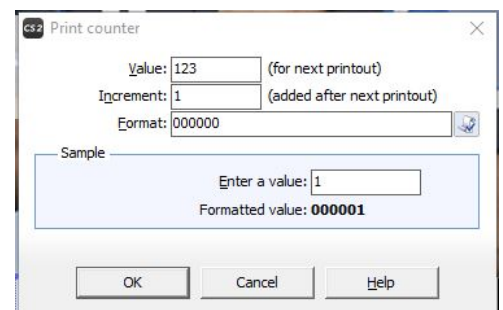 CS2 Print counter
Value: 123 (for next printout)
Increment: 1 (added after next printout)
Format: 000000
Sample
Enter a value: 1
Formatted value: 000001
OK Cancel Help